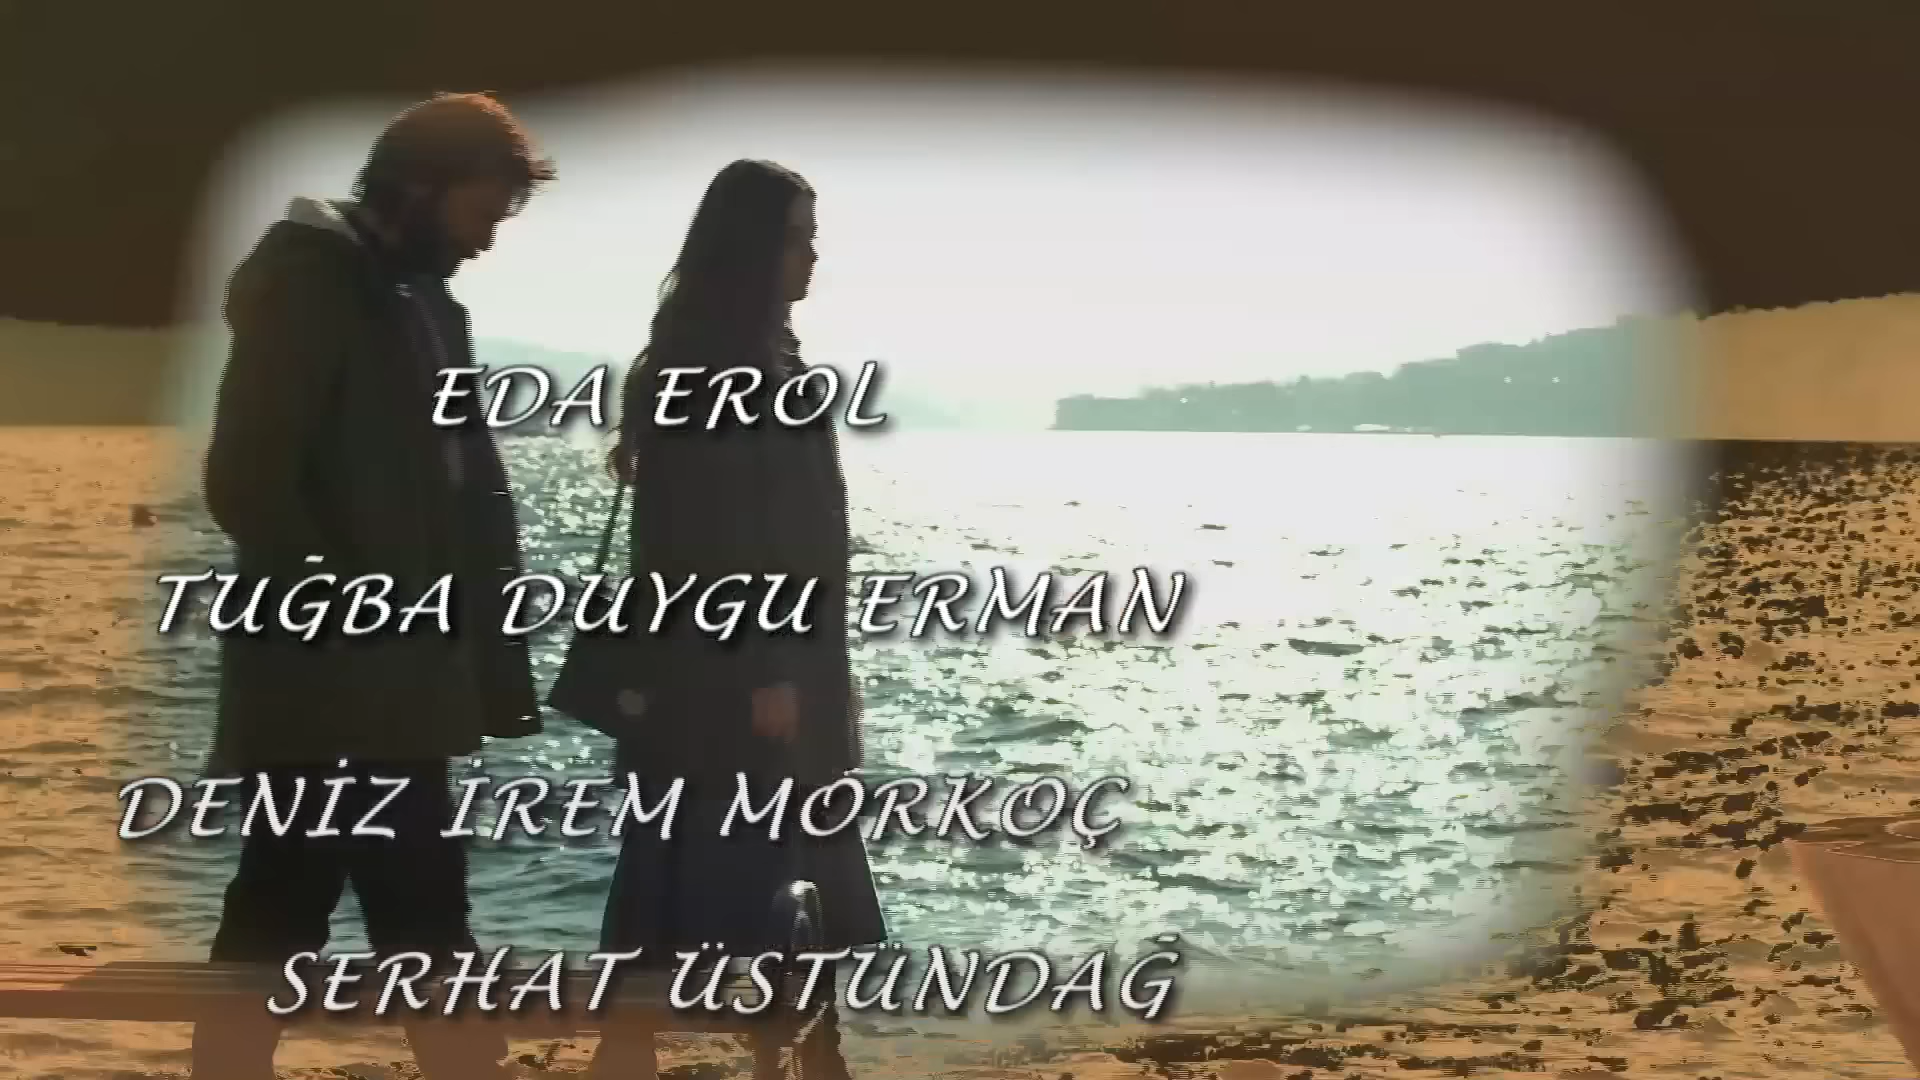 EDA EROL
TUĞBA DUYGU ERMAN
DENİZ İREM MORKOÇ
SERHAT ÜSTÜNDAĞ